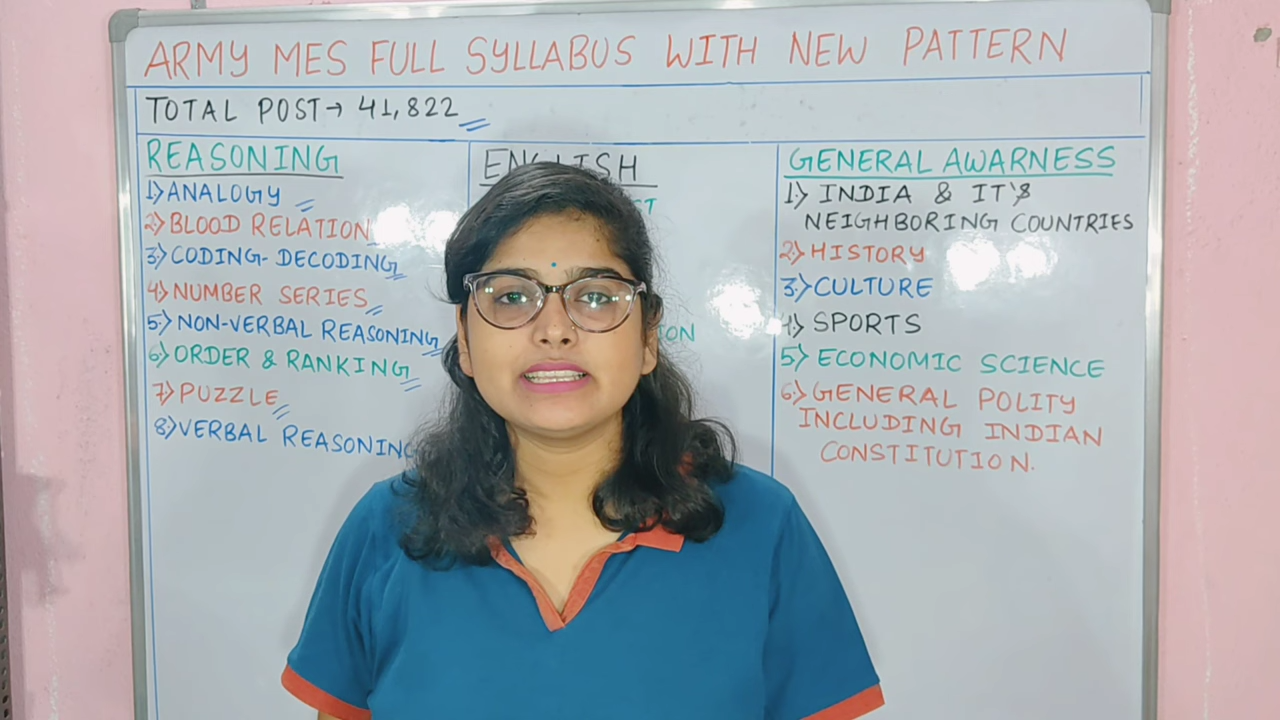 ARMY MES FULL SYLLABUS WITH NEW PATTERN
TOTAL POST→ 41,822
REASONING
1) ANALOGY
2) BLOOD RELATION
3) CODING-DECODING
4) NUMBER SERIES
5) NON-VERBAL REASONING
6) ORDER & RANKING
7) PUZZLE
8) VERBAL REASONING
ENGLISH
GENERAL AWARNESS
1) INDIA & IT'S
NEIGHBORING COUNTRIES
2) HISTORY
3) CULTURE
4) SPORTS
5) ECONOMIC SCIENCE
6) GENERAL POLITY
INCLUDING INDIAN
CONSTITUTION.